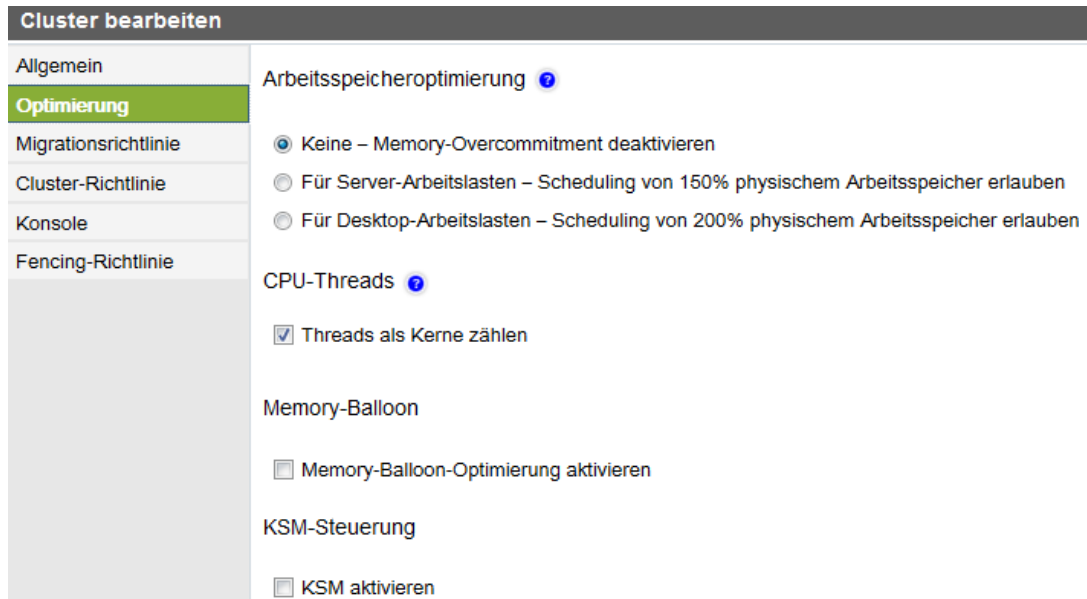 Cluster bearbeiten
Allgemein
Optimierung
Migrationsrichtlinie
Cluster-Richtlinie
Konsole
Fencing-Richtlinie
Arbeitsspeicheroptimierung ?
Keine – Memory-Overcommitment deaktivieren
Für Server-Arbeitslasten – Scheduling von 150% physischem Arbeitsspeicher erlauben
Für Desktop-Arbeitslasten – Scheduling von 200% physischem Arbeitsspeicher erlauben
CPU-Threads ?
Threads als Kerne zählen
Memory-Balloon
Memory-Balloon-Optimierung aktivieren
KSM-Steuerung
KSM aktivieren